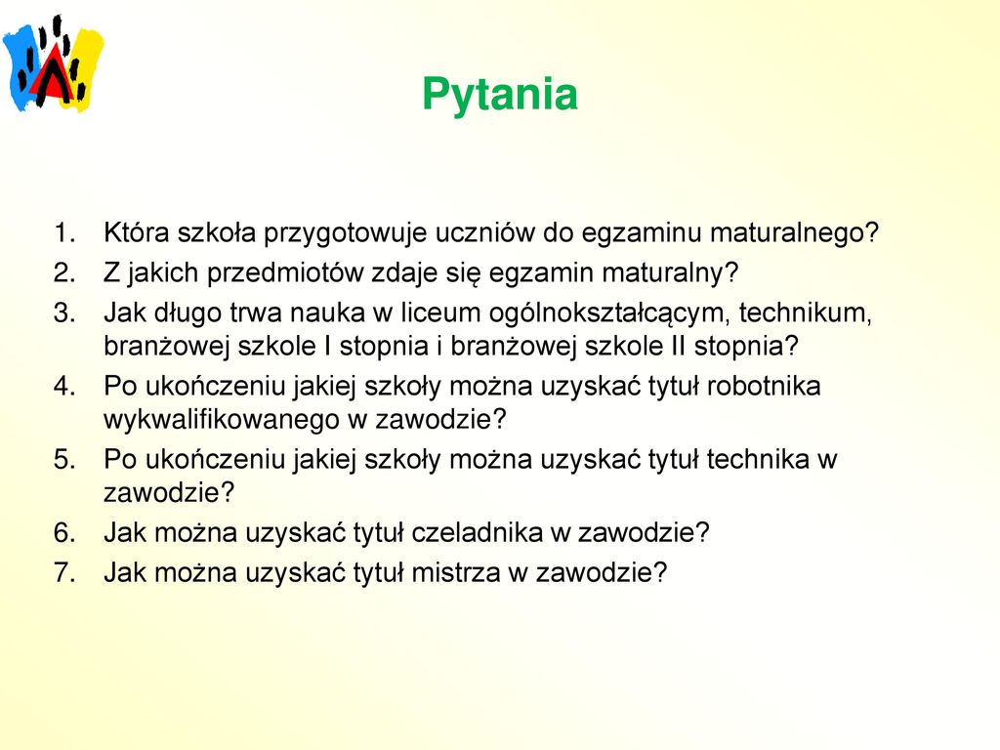 Pytania
1. Która szkoła przygotowuje uczniów do egzaminu maturalnego?
2. Z jakich przedmiotów zdaje się egzamin maturalny?
3. Jak długo trwa nauka w liceum ogólnokształcącym, technikum,
branżowej szkole I stopnia i branżowej szkole II stopnia?
4. Po ukończeniu jakiej szkoły można uzyskać tytuł robotnika
wykwalifikowanego w zawodzie?
5. Po ukończeniu jakiej szkoły można uzyskać tytuł technika w
zawodzie?
6. Jak można uzyskać tytuł czeladnika w zawodzie?
7. Jak można uzyskać tytuł mistrza w zawodzie?